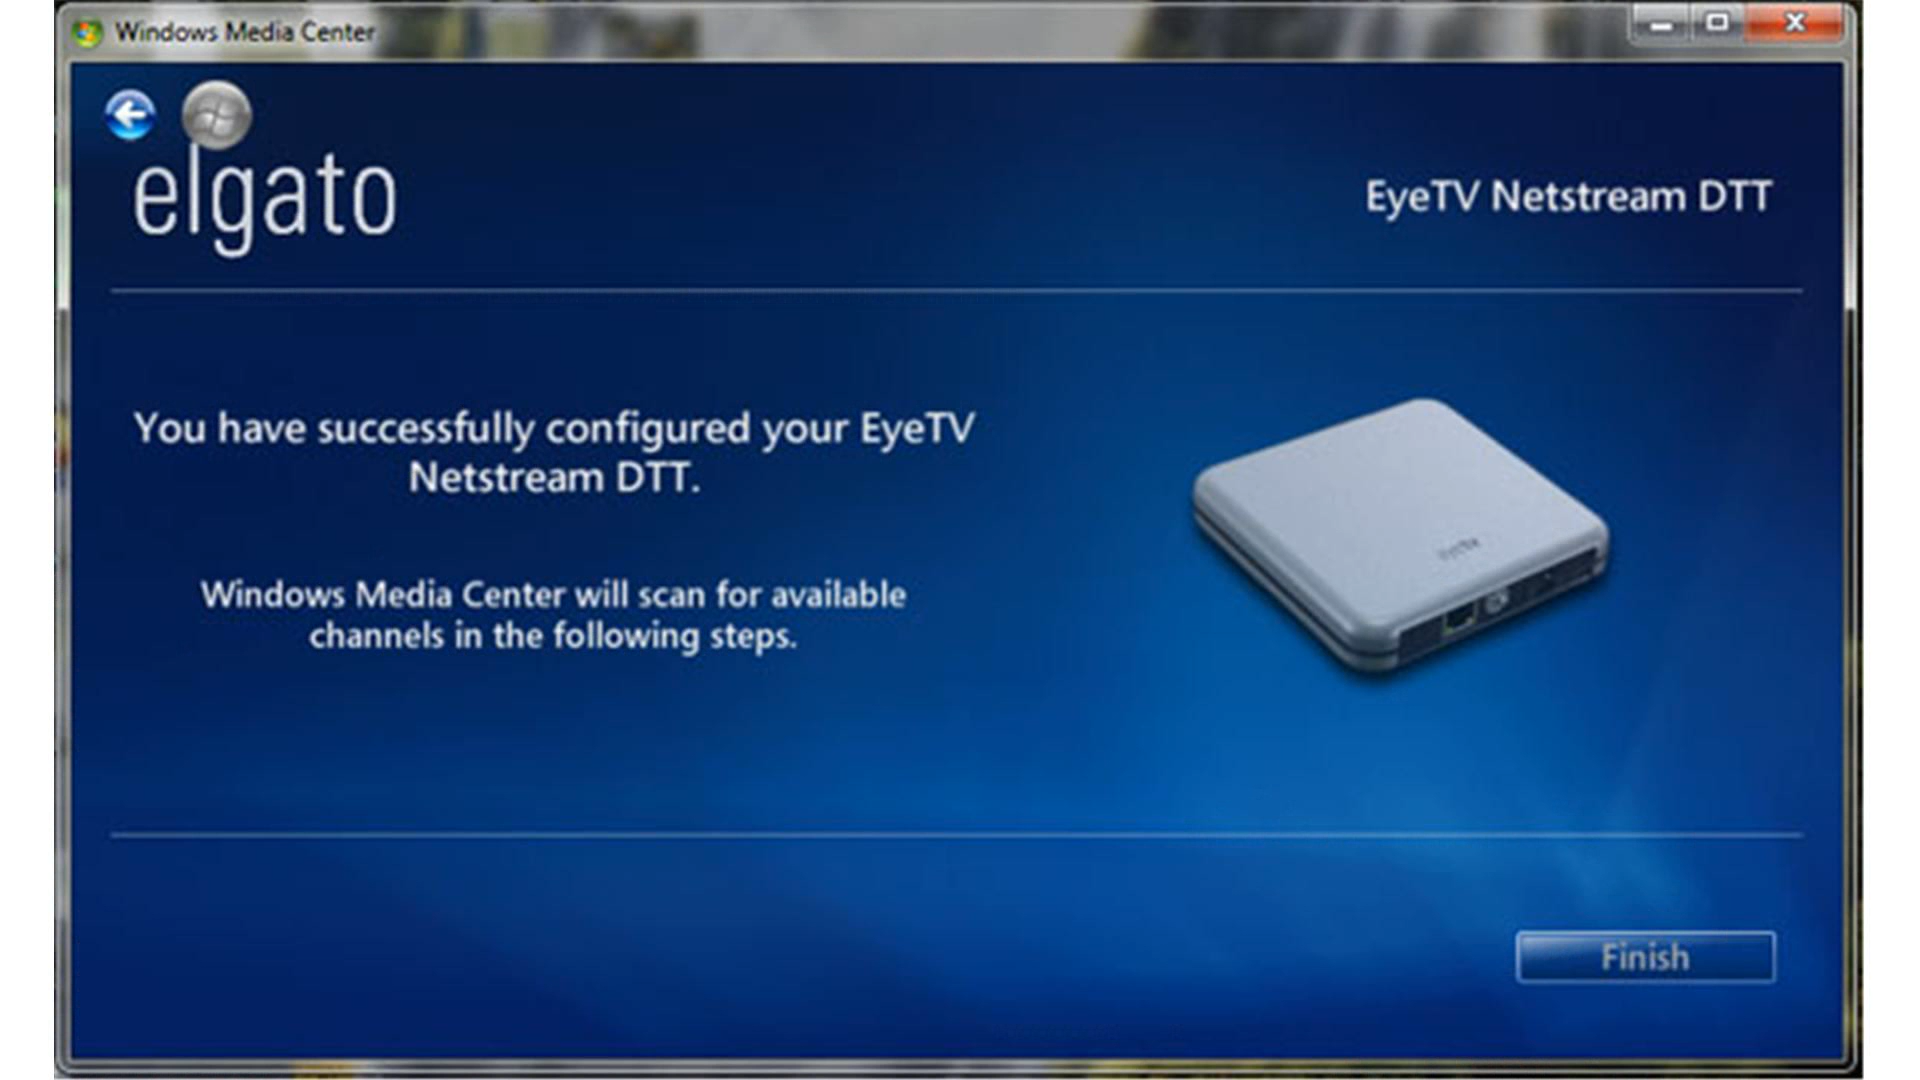 Windows Media Center
elgato
EyeTV Netstream DTT
You have successfully configured your EyeTV
Netstream DTT.
Windows Media Center will scan for available
channels in the following steps.
Finish